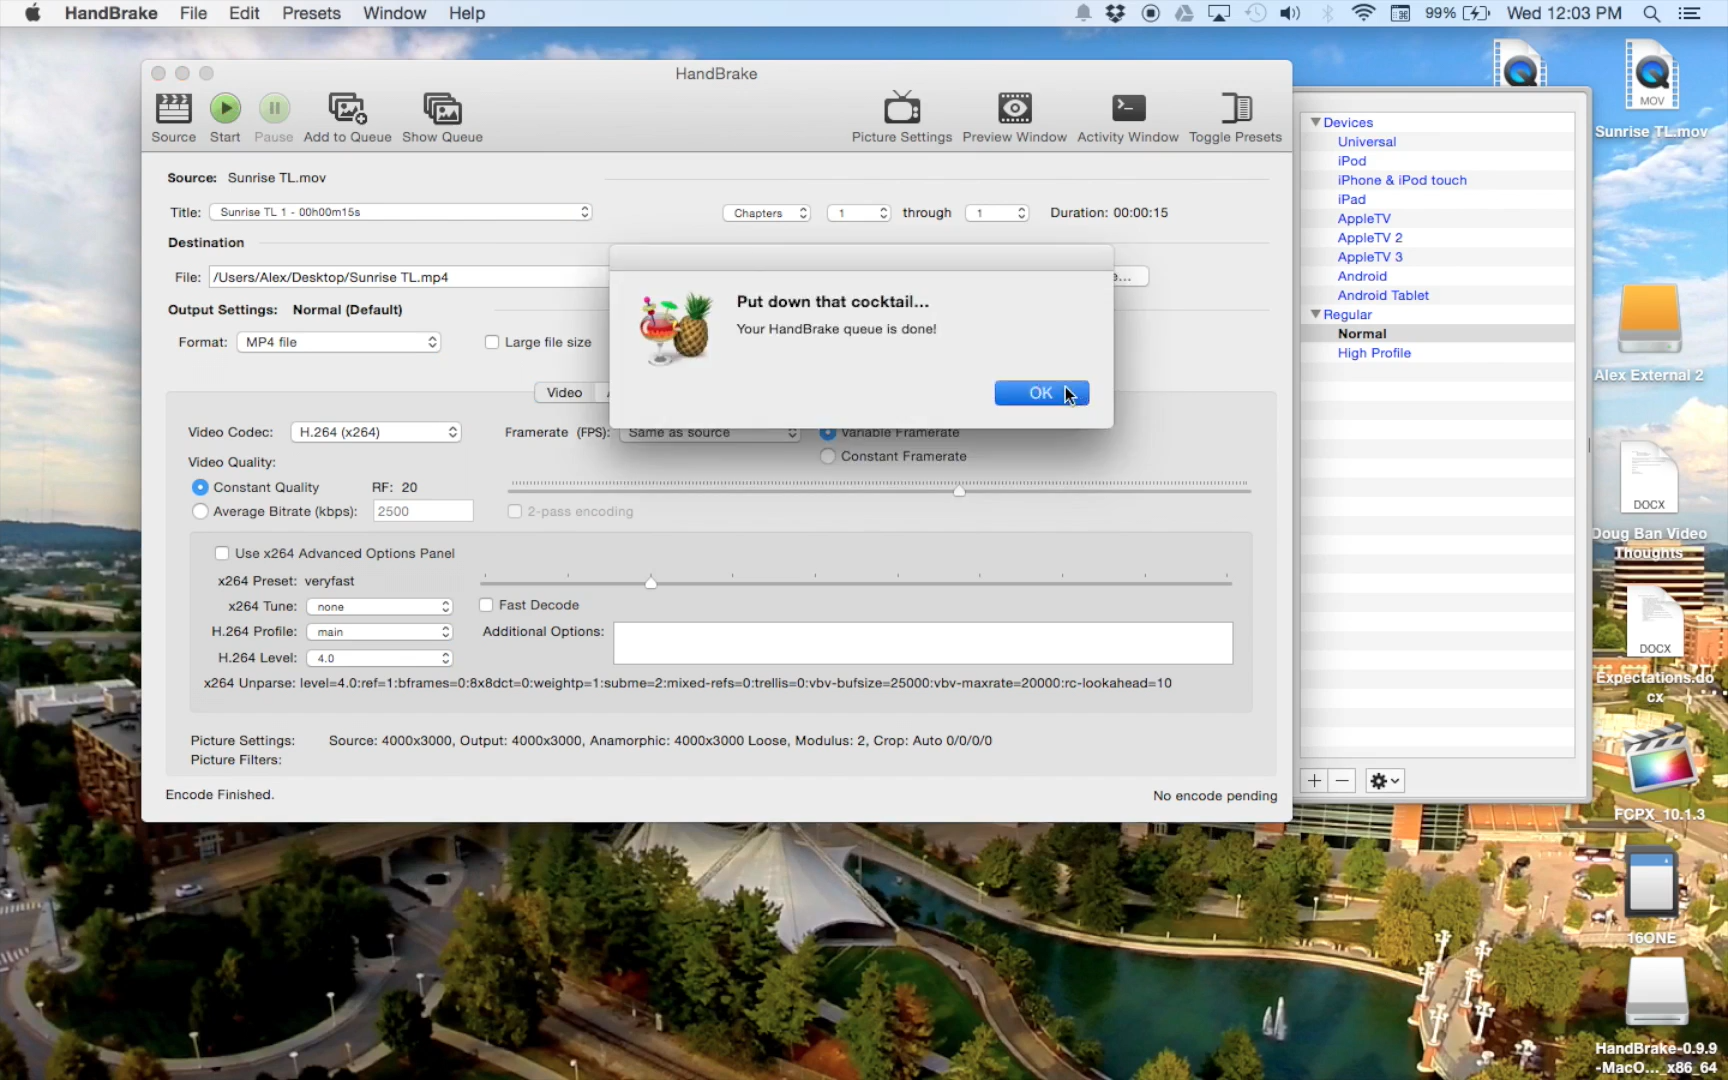 HandBrake File Edit Presets Window Help
99% Wed 12:03 PM
HandBrake
Source Start Pause Add to Queue Show Queue
Picture Settings Preview Window Activity Window Toggle Presets
Source: Sunrise TL.mov
Title: Sunrise TL 1 - 00h00m15s
Chapters 1 through 1 Duration: 00:00:15
Destination
File: /Users/Alex/Desktop/Sunrise TL.mp4
e...
Output Settings: Normal (Default)
Format: MP4 file Large file size
Put down that cocktail...
Your HandBrake queue is done!
OK
Video
Video Codec: H.264 (x264) Framerate (FPS): Same as source Variable Framerate
Constant Framerate
Video Quality:
Constant Quality RF: 20
Average Bitrate (kbps): 2500 2-pass encoding
Use x264 Advanced Options Panel
x264 Preset: veryfast
x264 Tune: none Fast Decode
H.264 Profile: main Additional Options:
H.264 Level: 4.0
x264 Unparse: level=4.0:ref=1:bframes=0:8x8dct=0:weightp=1:subme=2:mixed-refs=0:trellis=0:vbv-bufsize=25000:vbv-maxrate=20000:rc-lookahead=10
Picture Settings: Source: 4000x3000, Output: 4000x3000, Anamorphic: 4000x3000 Loose, Modulus: 2, Crop: Auto 0/0/0/0
Picture Filters:
Encode Finished.
No encode pending
Devices
Universal
iPod
iPhone & iPod touch
iPad
AppleTV
AppleTV 2
AppleTV 3
Android
Android Tablet
Regular
Normal
High Profile
MOV
Sunrise TL.mov
Alex External 2
DOCX
Doug Ban Video
Thoughts
DOCX
Expectations.do
cx
FCPX_10.1.3
16ONE
HandBrake-0.9.9
-MacO..._x86_64